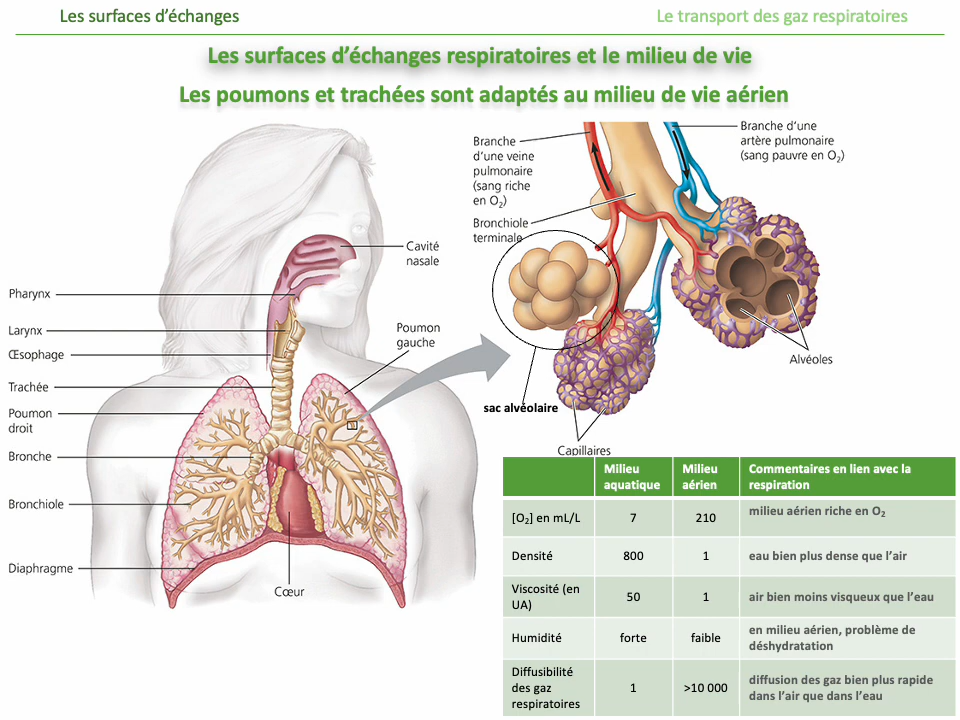 Les surfaces d’échanges
Le transport des gaz respiratoires
Les surfaces d’échanges respiratoires et le milieu de vie
Les poumons et trachées sont adaptés au milieu de vie aérien
Cavité
nasale
Pharynx
Larynx
Œsophage
Trachée
Poumon
droit
Bronche
Bronchiole
Diaphragme
Poumon
gauche
Cœur
Branche
d’une veine
pulmonaire
(sang riche
en O₂)
Bronchiole
terminale
Branche d’une
artère pulmonaire
(sang pauvre en O₂)
Alvéoles
sac alvéolaire
Capillaires
Milieu
aquatique
Milieu
aérien
Commentaires en lien avec la
respiration
[O₂] en mL/L
7
210
milieu aérien riche en O₂
Densité
800
1
eau bien plus dense que l’air
Viscosité (en
UA)
50
1
air bien moins visqueux que l’eau
Humidité
forte
faible
en milieu aérien, problème de
déshydratation
Diffusibilité
des gaz
respiratoires
1
>10 000
diffusion des gaz bien plus rapide
dans l’air que dans l’eau